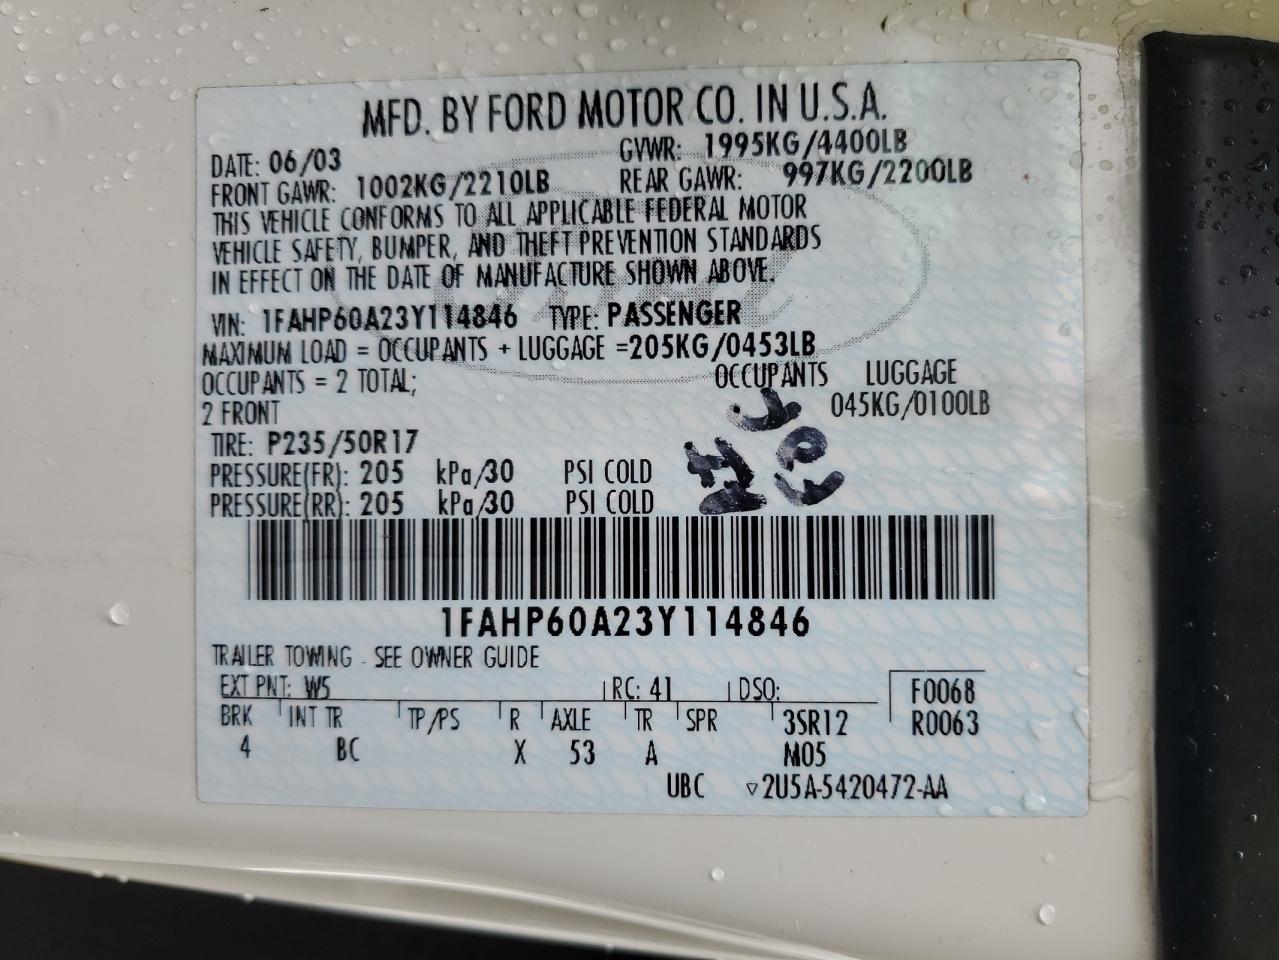 MFD. BY FORD MOTOR CO. IN U.S.A.
DATE: 06/03 GVWR: 1995KG/4400LB
FRONT GAWR: 1002KG/2210LB REAR GAWR: 997KG/2200LB
THIS VEHICLE CONFORMS TO ALL APPLICABLE FEDERAL MOTOR
VEHICLE SAFETY, BUMPER, AND THEFT PREVENTION STANDARDS
IN EFFECT ON THE DATE OF MANUFACTURE SHOWN ABOVE.
VIN: 1FAHP60A23Y114846 TYPE: PASSENGER
MAXIMUM LOAD = OCCUPANTS + LUGGAGE =205KG/0453LB
OCCUPANTS = 2 TOTAL; OCCUPANTS LUGGAGE
2 FRONT 045KG/0100LB
TIRE: P235/50R17
PRESSURE(FR): 205 kPa/30 PSI COLD
PRESSURE(RR): 205 kPa/30 PSI COLD
1FAHP60A23Y114846
TRAILER TOWING - SEE OWNER GUIDE
EXT PNT: W5 RC: 41 DSO: F0068
BRK INT TR TP/PS R AXLE TR SPR 3SR12 R0063
4 BC X 53 A M05
UBC ▽2U5A-5420472-AA